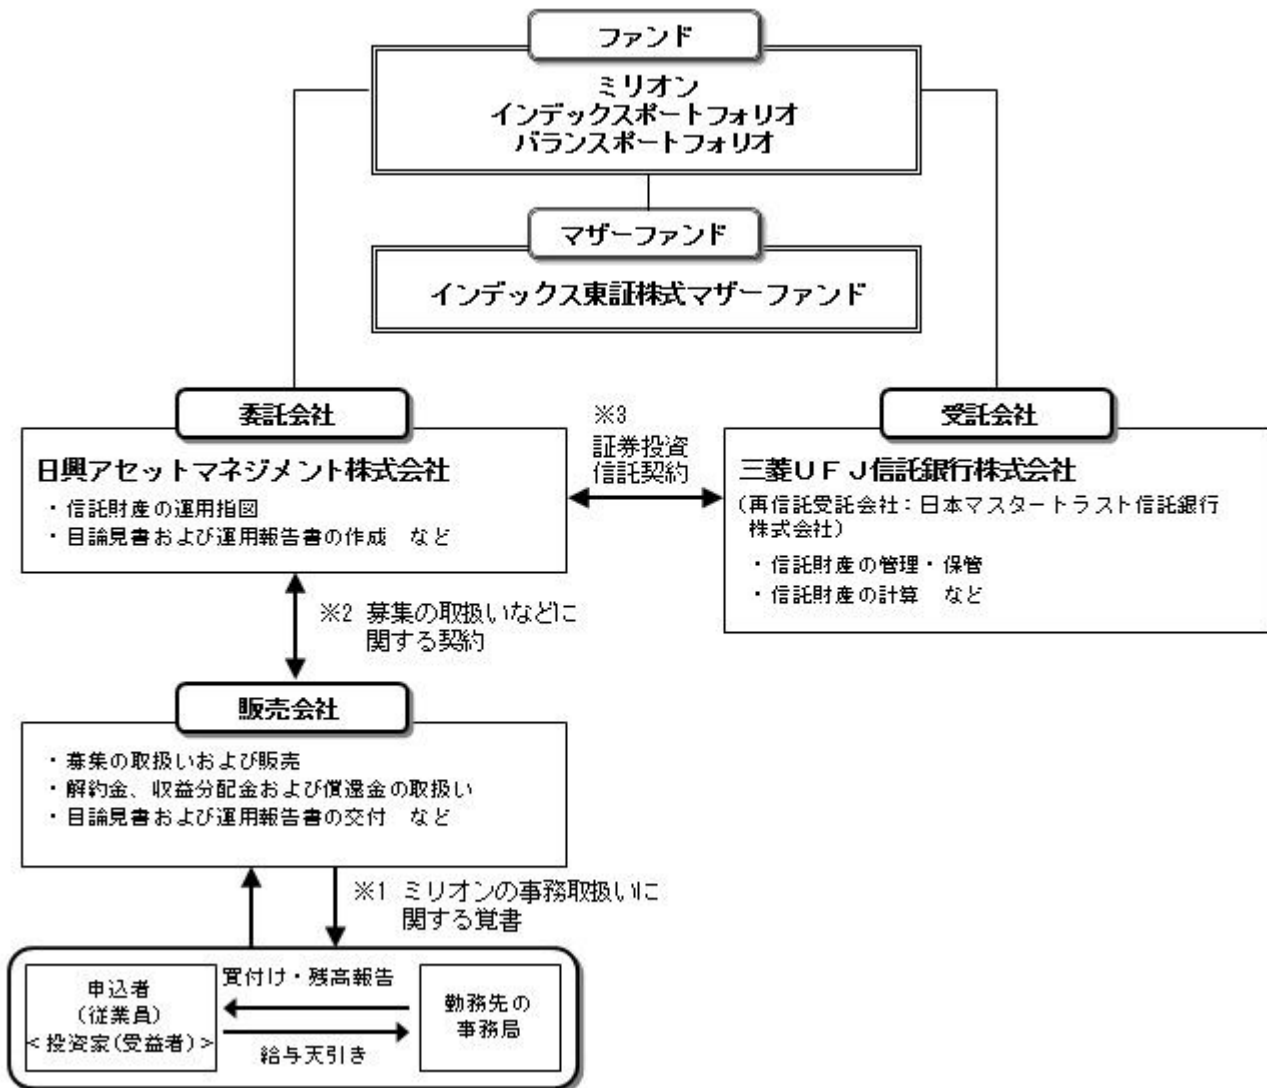 ファンド
ミリオン
インデックスポートフォリオ
バランスポートフォリオ
マザーファンド
インデックス東証株式マザーファンド
委託会社
日興アセットマネジメント株式会社
・信託財産の運用指図
・目論見書および運用報告書の作成　など
※3
証券投資
信託契約
受託会社
三菱ＵＦＪ信託銀行株式会社
(再信託受託会社：日本マスタートラスト信託銀行
株式会社)
・信託財産の管理・保管
・信託財産の計算　など
※2 募集の取扱いなどに
関する契約
販売会社
・募集の取扱いおよび販売
・解約金、収益分配金および償還金の取扱い
・目論見書および運用報告書の交付　など
※1 ミリオンの事務取扱いに
関する覚書
申込者
(従業員)
<投資家(受益者)>
買付け・残高報告
給与天引き
勤務先の
事務局